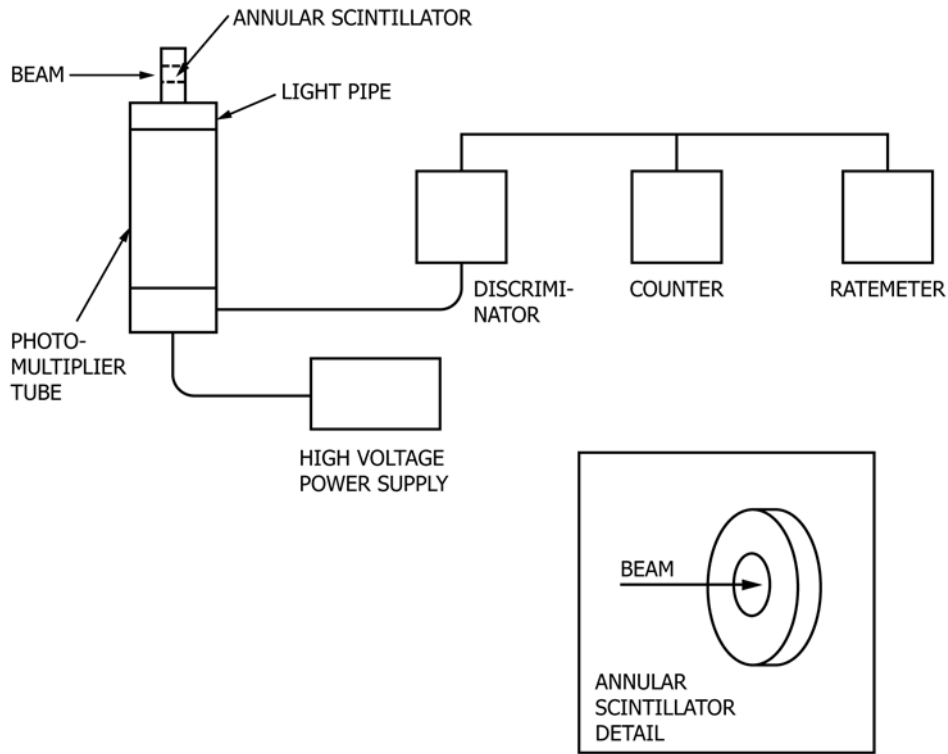 ANNULAR SCINTILLATOR
BEAM
LIGHT PIPE
DISCRIMI-
NATOR
COUNTER
RATEMETER
PHOTO-
MULTIPLIER
TUBE
HIGH VOLTAGE
POWER SUPPLY
BEAM
ANNULAR
SCINTILLATOR
DETAIL